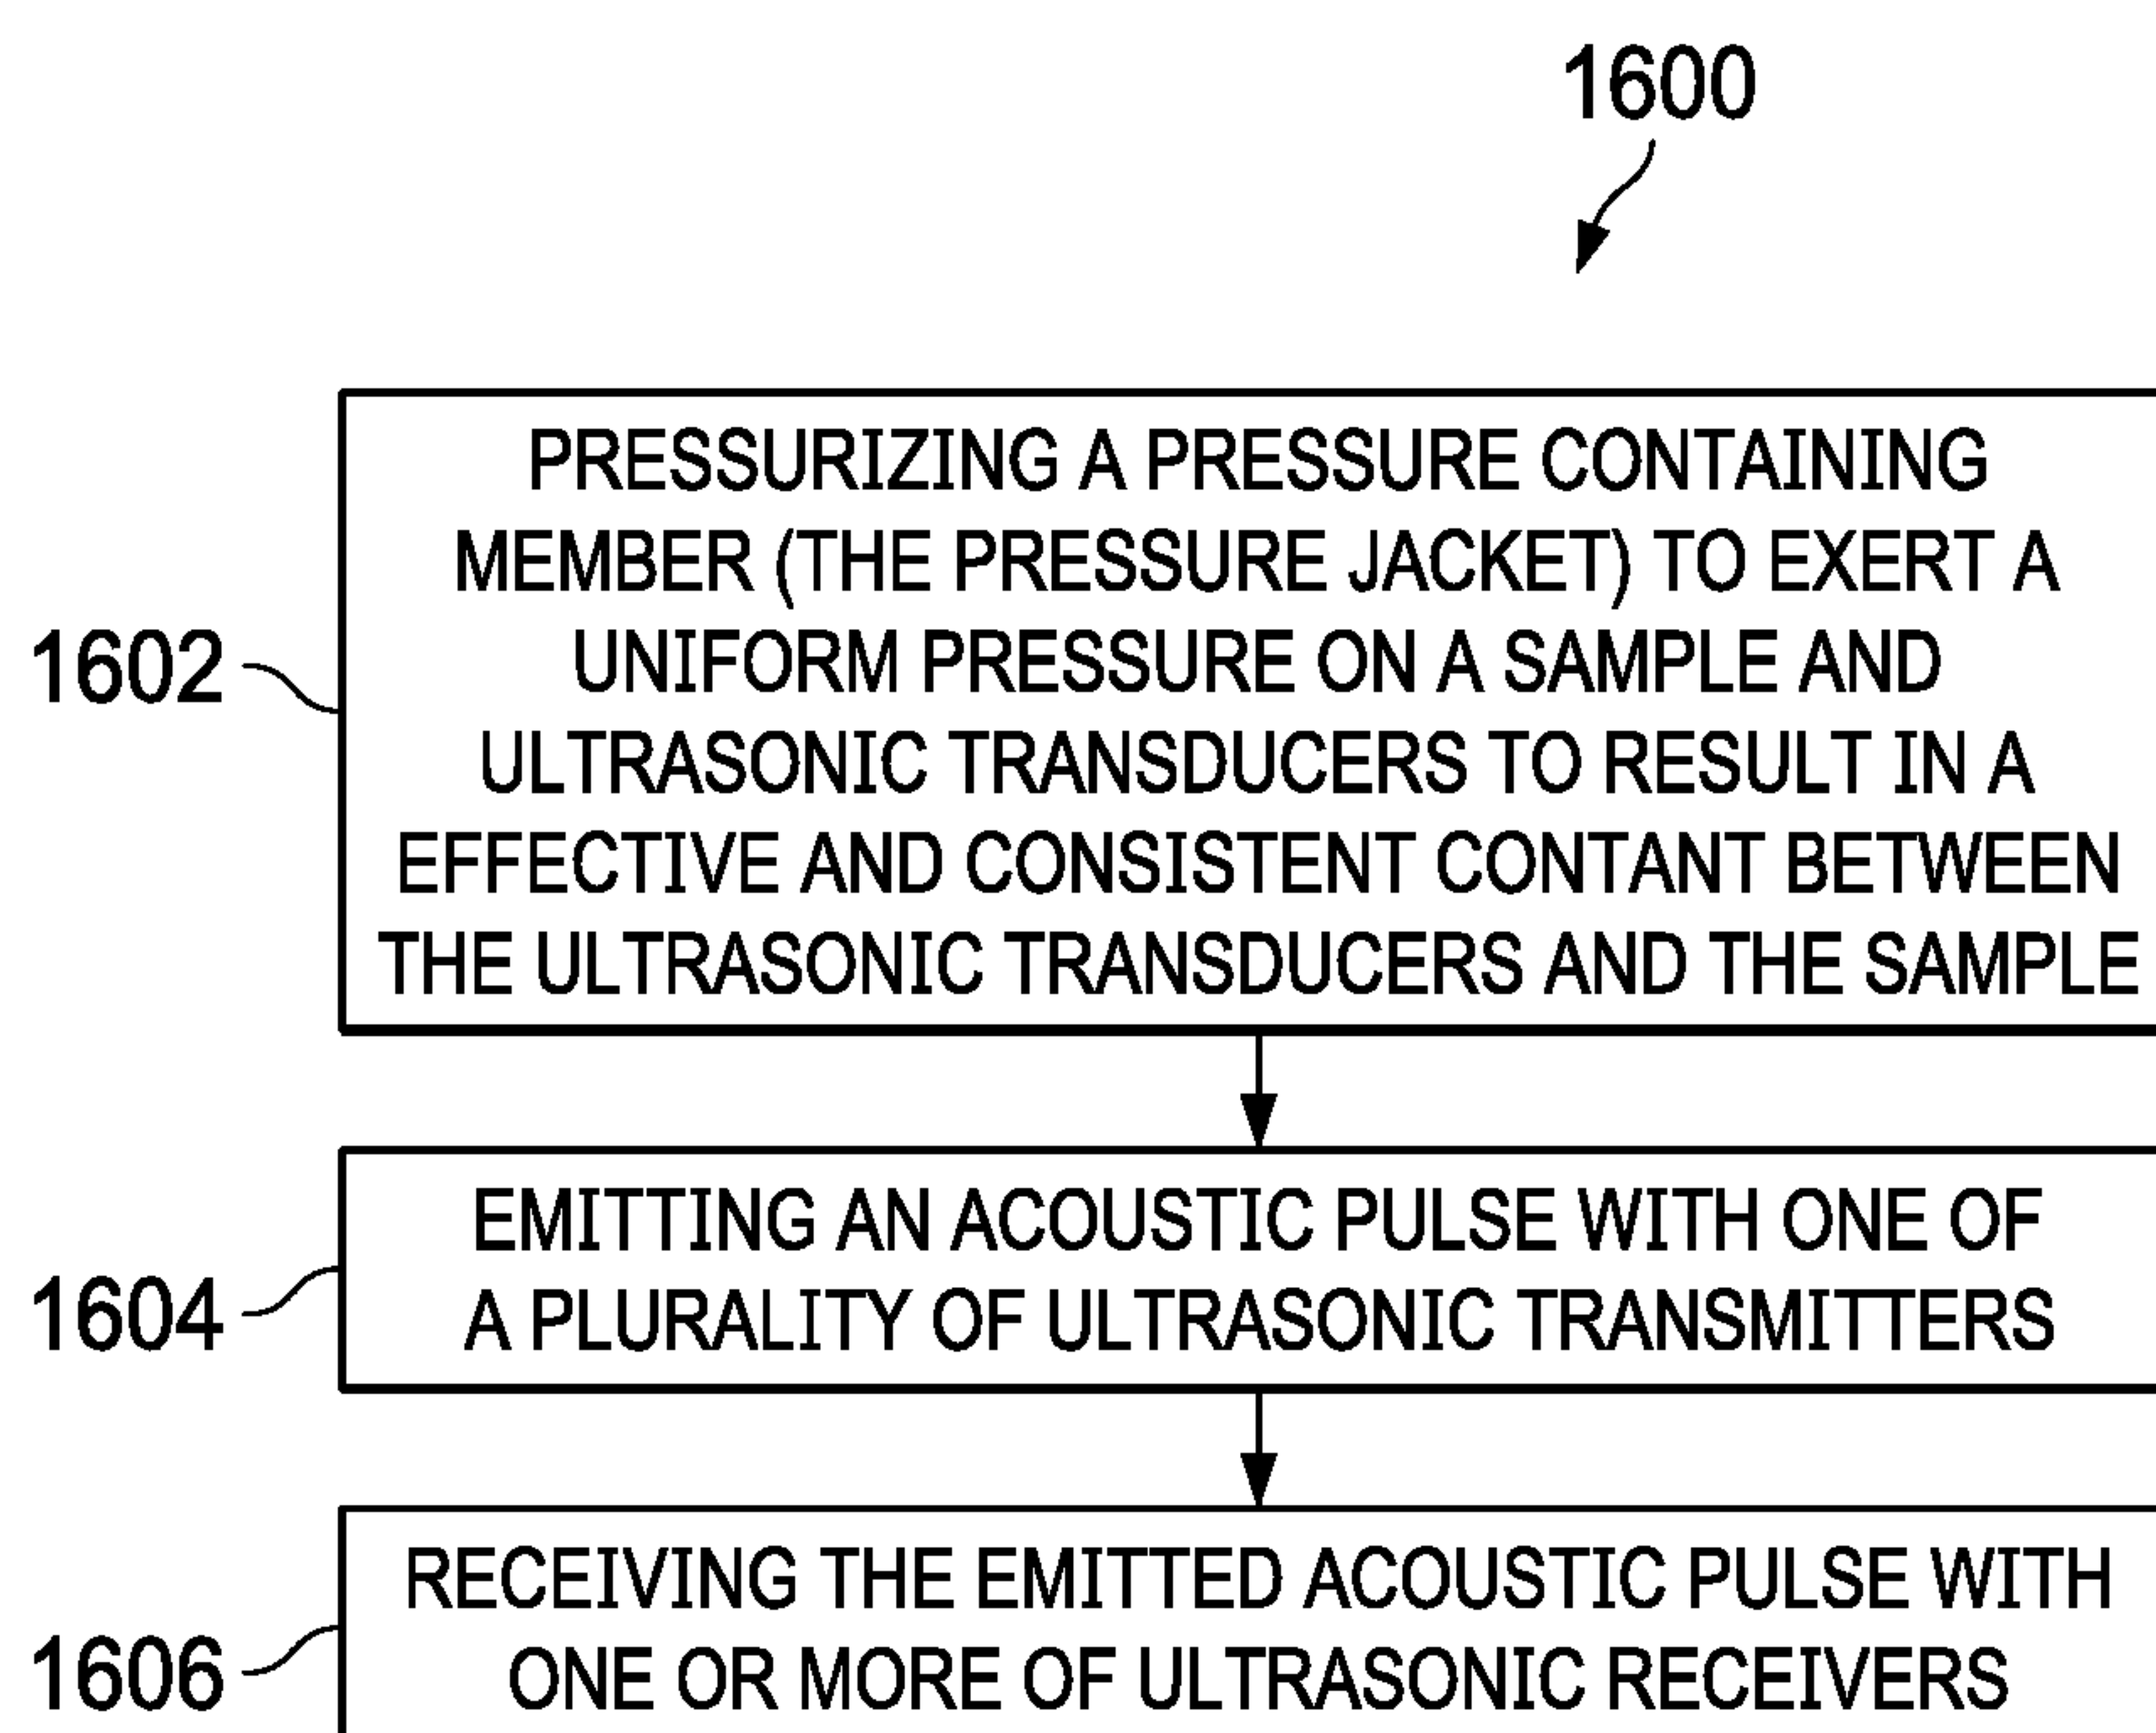 1600
PRESSURIZING A PRESSURE CONTAINING
MEMBER (THE PRESSURE JACKET) TO EXERT A
UNIFORM PRESSURE ON A SAMPLE AND
1602
ULTRASONIC TRANSDUCERS TO RESULT IN A
EFFECTIVE AND CONSISTENT CONTANT BETWEEN
THE ULTRASONIC TRANSDUCERS AND THE SAMPLE
EMITTING AN ACOUSTIC PULSE WITH ONE OF
1604
A PLURALITY OF ULTRASONIC TRANSMITTERS
RECEIVING THE EMITTED ACOUSTIC PULSE WITH
1606
ONE OR MORE OF ULTRASONIC RECEIVERS